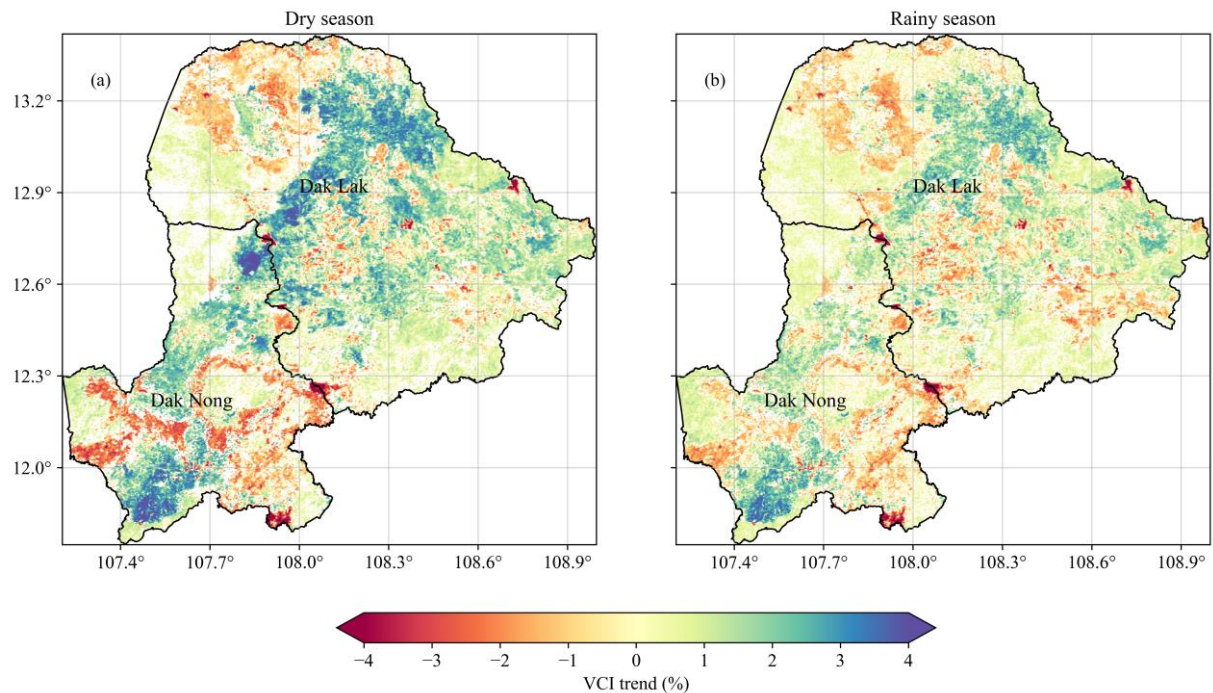 Dry season
Rainy season
(a)
(b)
13.2°
12.9°
12.6°
12.3°
12.0°
Dak Lak
Dak Lak
Dak Nong
Dak Nong
107.4° 107.7° 108.0° 108.3° 108.6° 108.9°
107.4° 107.7° 108.0° 108.3° 108.6° 108.9°
−4 −3 −2 −1 0 1 2 3 4
VCI trend (%)